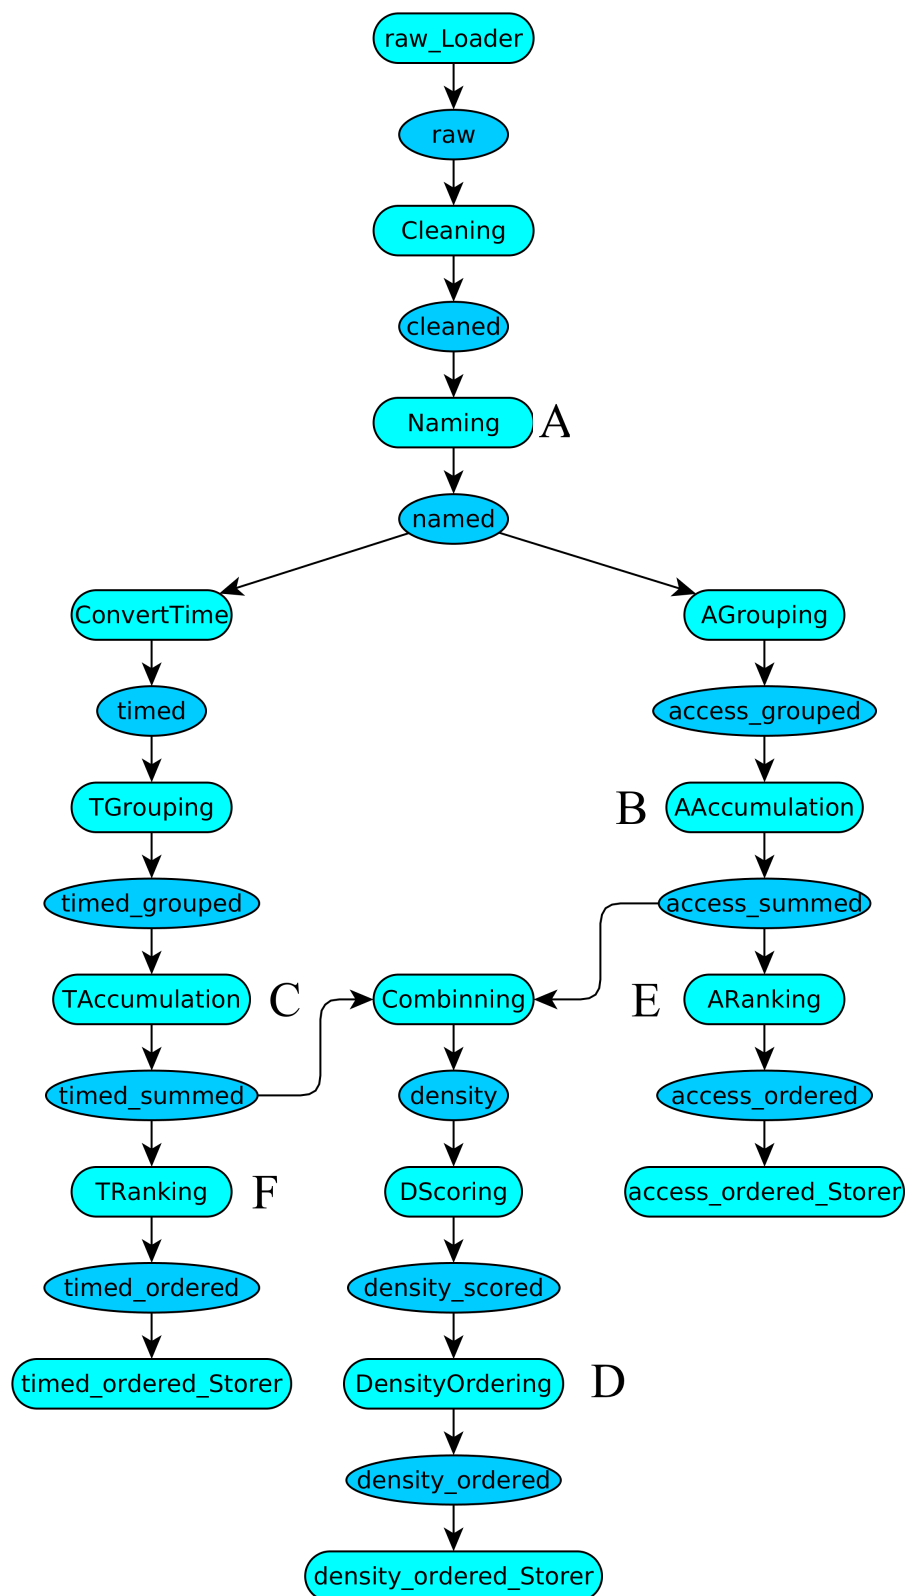 raw_Loader
raw
Cleaning
cleaned
Naming A
named
ConvertTime AGrouping
timed access_grouped
TGrouping B AAccumulation
timed_grouped access_summed
TAccumulation C Combinning E ARanking
timed_summed density access_ordered
TRanking F DScoring access_ordered_Storer
timed_ordered density_scored
timed_ordered_Storer DensityOrdering D
density_ordered
density_ordered_Storer